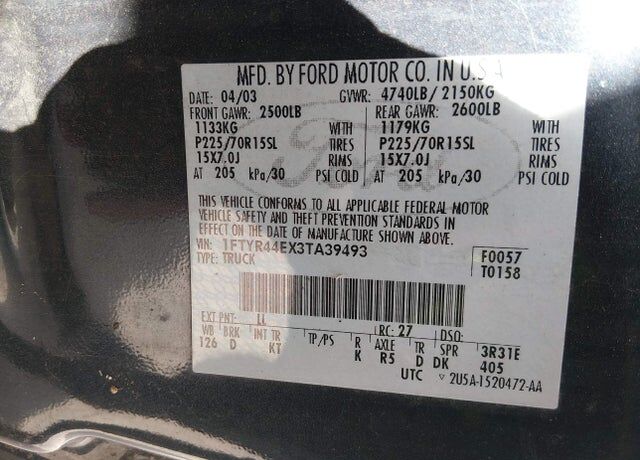 MFD. BY FORD MOTOR CO. IN U.S.A
DATE: 04/03 GVWR: 4740LB / 2150KG
FRONT GAWR: 2500LB REAR GAWR: 2600LB
1133KG WITH 1179KG WITH
P225/70R15SL TIRES P225/70R15SL TIRES
15X7.0J RIMS 15X7.0J RIMS
AT 205 kPa/30 PSI COLD AT 205 kPa/30 PSI COLD
Ford
THIS VEHICLE CONFORMS TO ALL APPLICABLE FEDERAL MOTOR
VEHICLE SAFETY AND THEFT PREVENTION STANDARDS IN
EFFECT ON THE DATE OF MANUFACTURE SHOWN ABOVE.
VIN: 1FTYR44EX3TA39493 F0057
TYPE: TRUCK T0158
EXT PNT: LL RC: 27 DSO:
WB BRK INT TR TP/PS R AXLE TR SPR 3R31E
126 D KT K R5 D DK 405
UTC 2U5A-1520472-AA